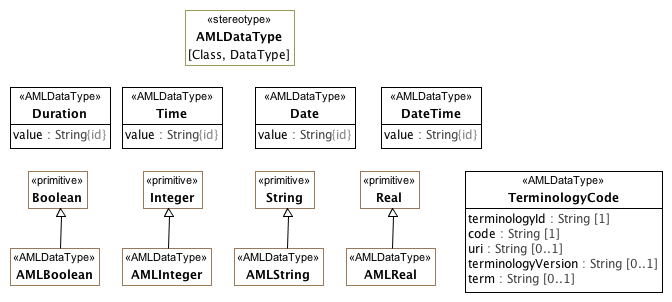 «stereotype»
AMLDataType
[Class, DataType]
«AMLDataType»
Duration
value : String{id}
«AMLDataType»
Time
value : String{id}
«AMLDataType»
Date
value : String{id}
«AMLDataType»
DateTime
value : String{id}
«primitive»
Boolean
«primitive»
Integer
«primitive»
String
«primitive»
Real
«AMLDataType»
TerminologyCode
terminologyId : String [1]
code : String [1]
uri : String [0..1]
terminologyVersion : String [0..1]
term : String [0..1]
«AMLDataType»
AMLBoolean
«AMLDataType»
AMLInteger
«AMLDataType»
AMLString
«AMLDataType»
AMLReal